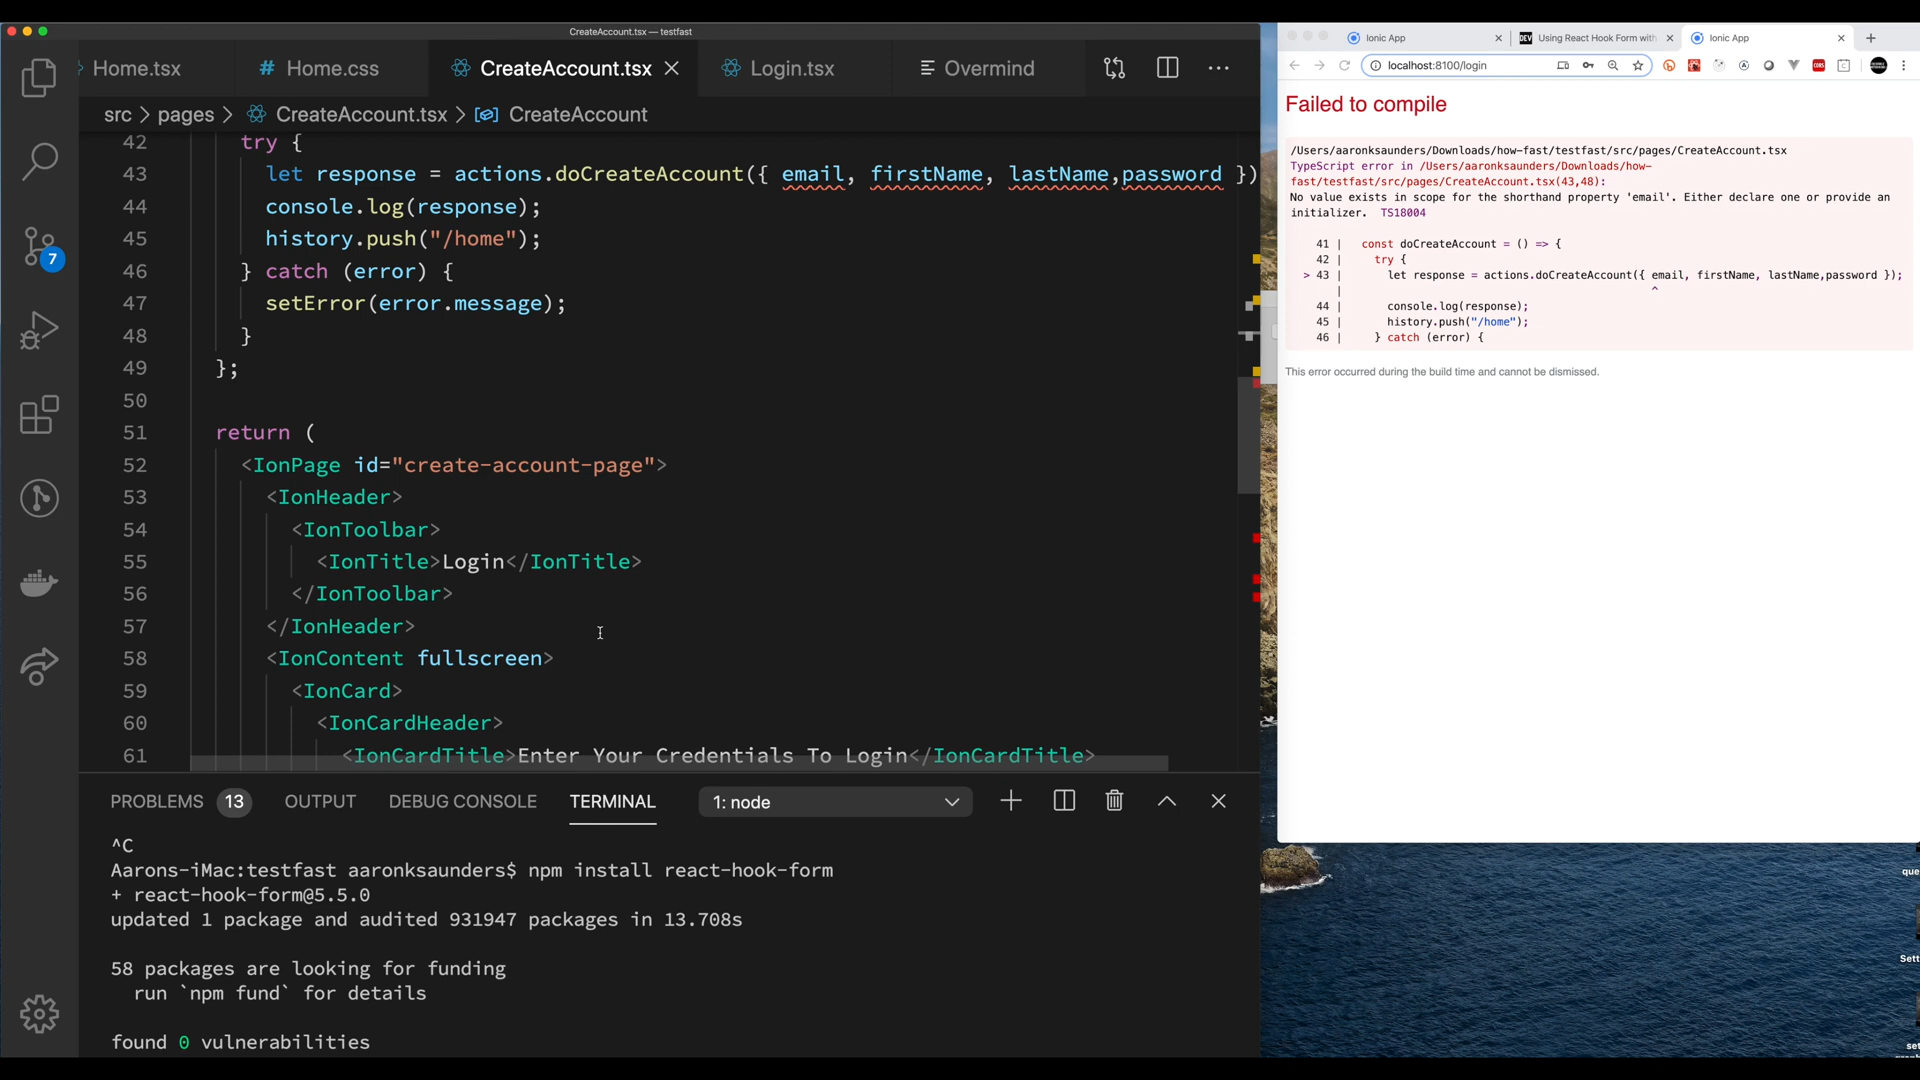 CreateAccount.tsx — testfast
Home.tsx
# Home.css
CreateAccount.tsx
Login.tsx
Overmind
src > pages > CreateAccount.tsx > CreateAccount
42 try {
43 let response = actions.doCreateAccount({ email, firstName, lastName,password })
44 console.log(response);
45 history.push("/home");
46 } catch (error) {
47 setError(error.message);
48 }
49 };
50
51 return (
52 <IonPage id="create-account-page">
53 <IonHeader>
54 <IonToolbar>
55 <IonTitle>Login</IonTitle>
56 </IonToolbar>
57 </IonHeader>
58 <IonContent fullscreen>
59 <IonCard>
60 <IonCardHeader>
61 <IonCardTitle>Enter Your Credentials To Login</IonCardTitle>
7
PROBLEMS 13 OUTPUT DEBUG CONSOLE TERMINAL 1: node
^C
Aarons-iMac:testfast aaronksaunders$ npm install react-hook-form
+ react-hook-form@5.5.0
updated 1 package and audited 931947 packages in 13.708s
58 packages are looking for funding
run `npm fund` for details
found 0 vulnerabilities
Ionic App
DEV Using React Hook Form with
Ionic App
localhost:8100/login
CORS
Failed to compile
/Users/aaronksaunders/Downloads/how-fast/testfast/src/pages/CreateAccount.tsx
TypeScript error in /Users/aaronksaunders/Downloads/how-
fast/testfast/src/pages/CreateAccount.tsx(43,48):
No value exists in scope for the shorthand property 'email'. Either declare one or provide an
initializer. TS18004
41 | const doCreateAccount = () => {
42 | try {
> 43 | let response = actions.doCreateAccount({ email, firstName, lastName,password });
| ^
44 | console.log(response);
45 | history.push("/home");
46 | } catch (error) {
This error occurred during the build time and cannot be dismissed.
que
Sett
set